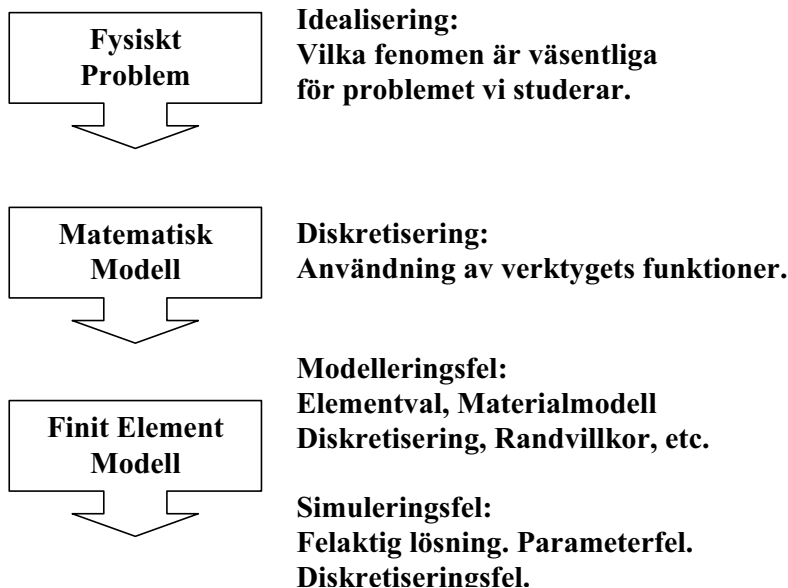 Fysiskt
Problem
Idealisering:
Vilka fenomen är väsentliga
för problemet vi studerar.
Matematisk
Modell
Diskretisering:
Användning av verktygets funktioner.
Finit Element
Modell
Modelleringsfel:
Elementval, Materialmodell
Diskretisering, Randvillkor, etc.
Simuleringsfel:
Felaktig lösning. Parameterfel.
Diskretiseringsfel.